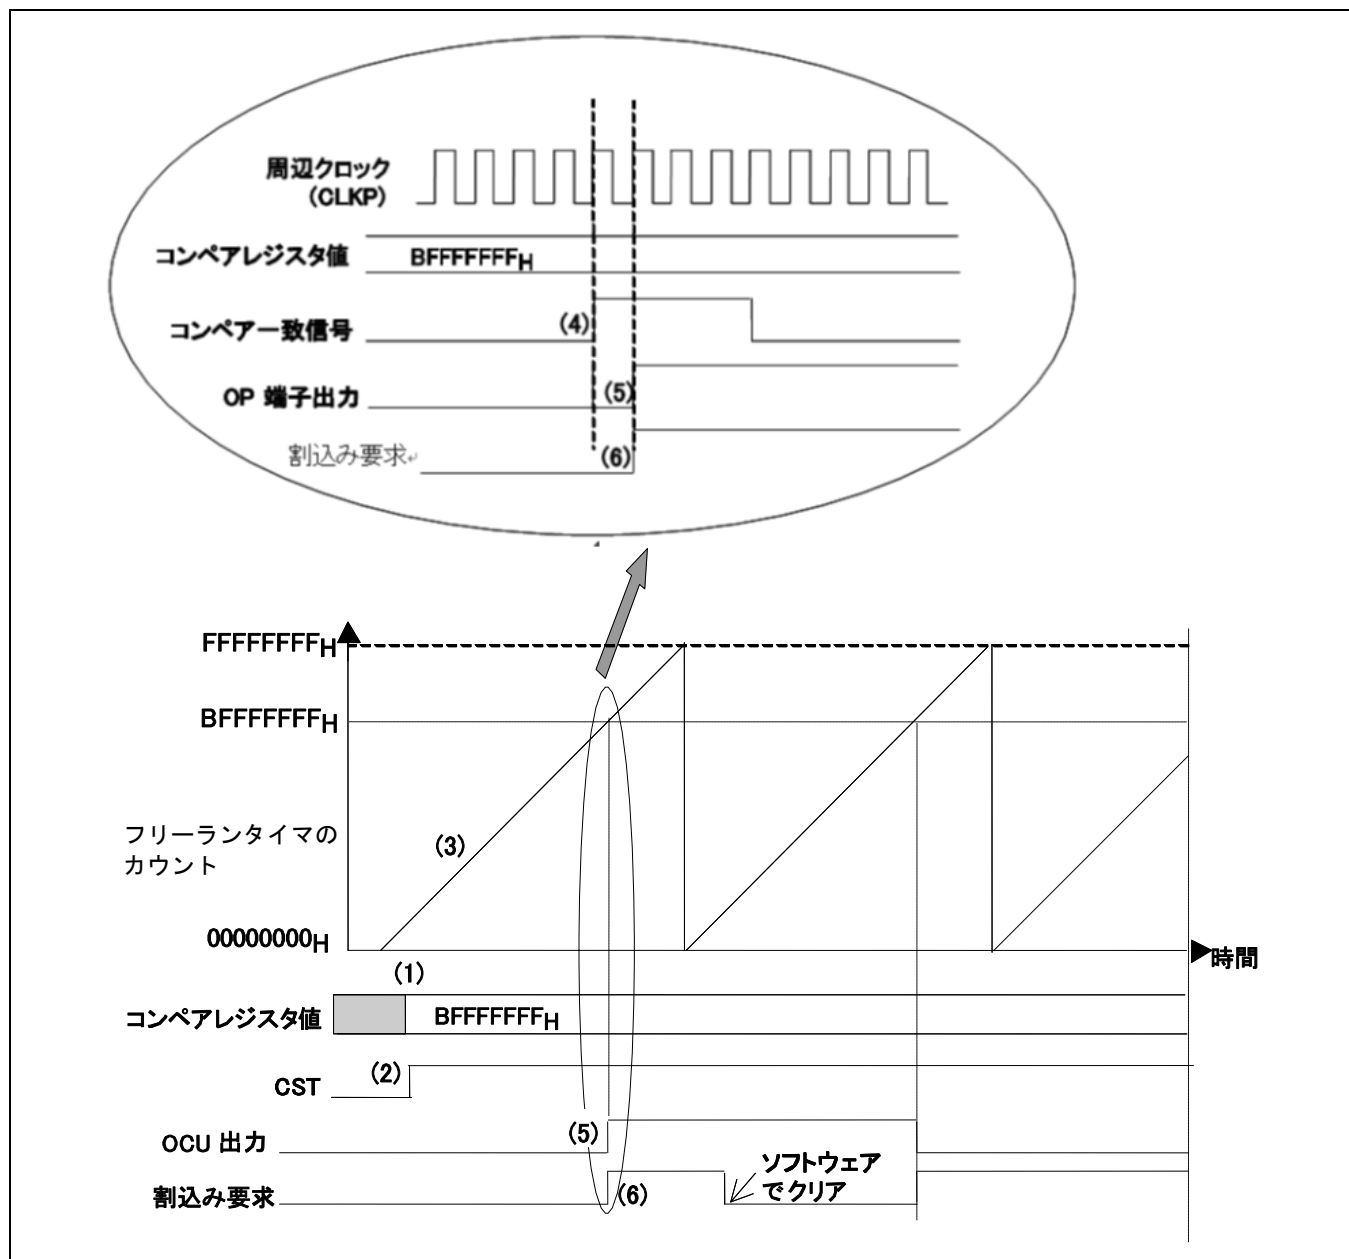 周辺クロック
(CLKP)
コンペアレジスタ値 BFFFFFFFH
コンペア一致信号 (4)
OP 端子出力 (5)
割込み要求 (6)
FFFFFFFFH
BFFFFFFFH
フリーランタイマの
カウント
(3)
00000000H
時間
(1)
コンペアレジスタ値 BFFFFFFFH
CST (2)
OCU 出力 (5)
ソフトウェア
でクリア
割込み要求 (6)